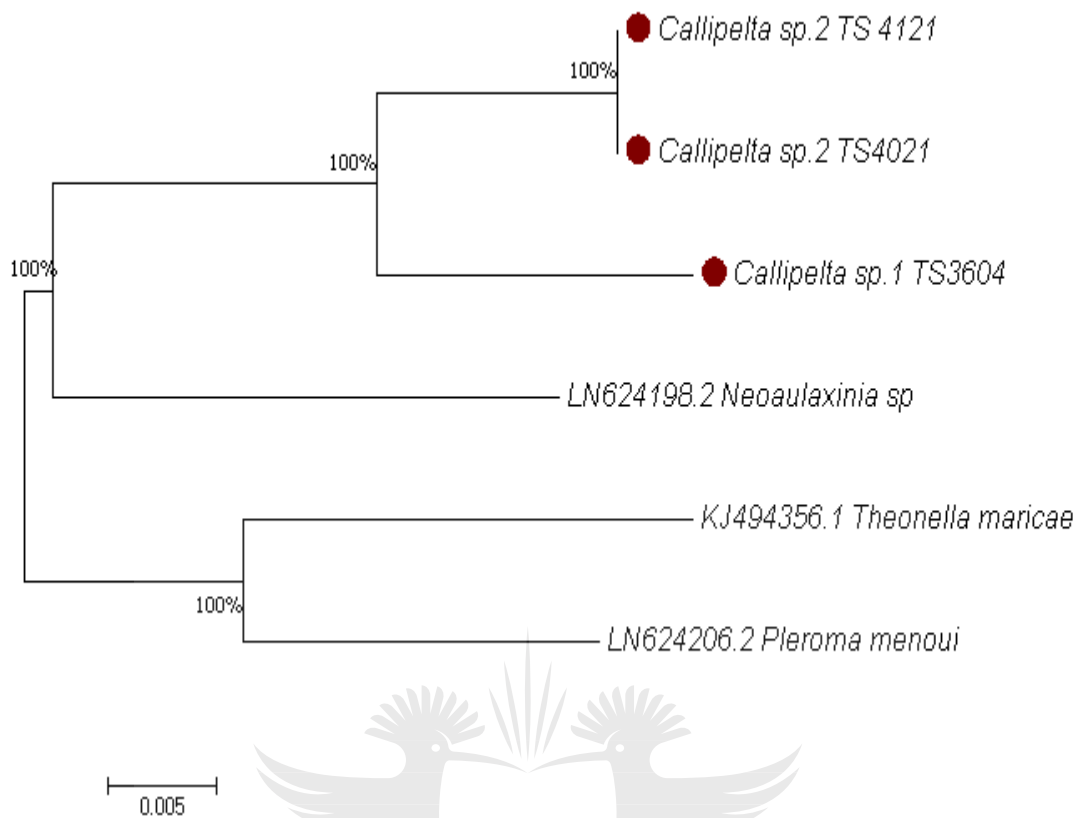 Callipelta sp.2 TS 4121
100%
Callipelta sp.2 TS4021
100%
Callipelta sp.1 TS3604
100%
LN624198.2 Neoaulaxinia sp
KJ494356.1 Theonella maricae
100%
LN624206.2 Pleroma menoui
0.005